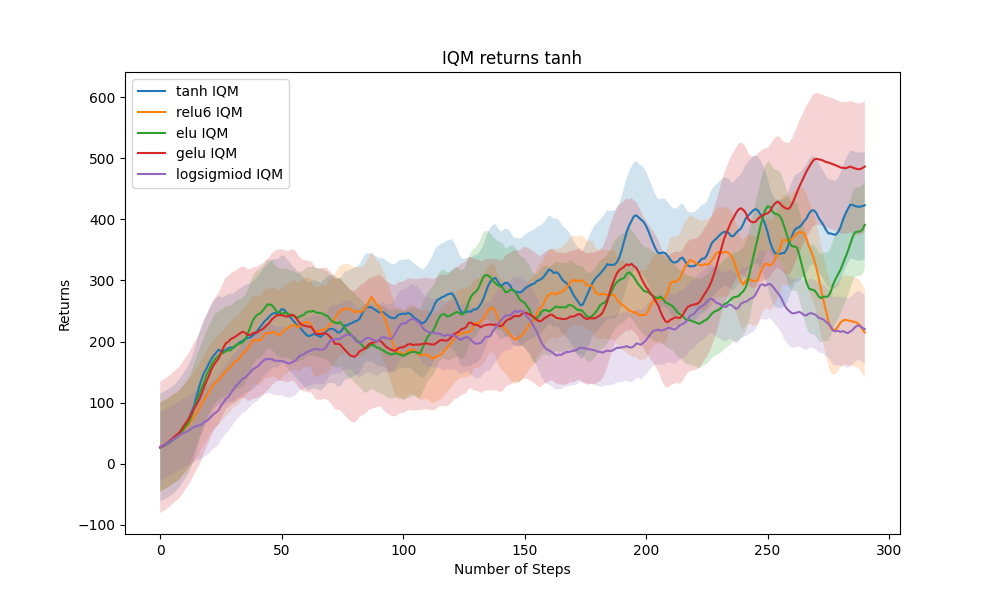 IQM returns tanh
tanh IQM
relu6 IQM
elu IQM
gelu IQM
logsigmiod IQM
Returns
600
500
400
300
200
100
0
−100
0 50 100 150 200 250 300
Number of Steps